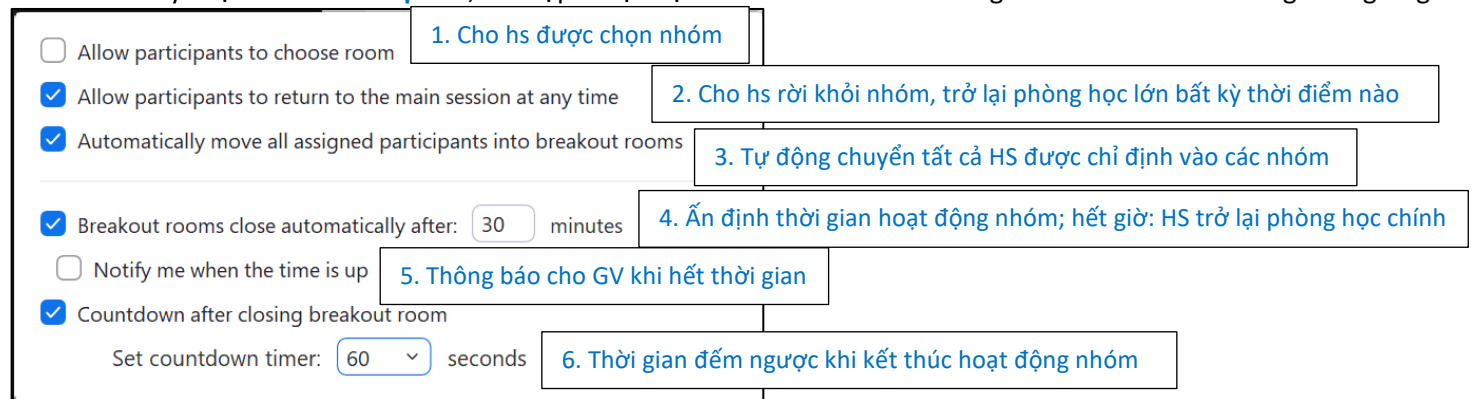 Allow participants to choose room
1. Cho hs được chọn nhóm
Allow participants to return to the main session at any time
2. Cho hs rời khỏi nhóm, trở lại phòng học lớn bất kỳ thời điểm nào
Automatically move all assigned participants into breakout rooms
3. Tự động chuyển tất cả HS được chỉ định vào các nhóm
Breakout rooms close automatically after: 30 minutes
4. Ấn định thời gian hoạt động nhóm; hết giờ: HS trở lại phòng học chính
Notify me when the time is up
5. Thông báo cho GV khi hết thời gian
Countdown after closing breakout room
Set countdown timer: 60 seconds
6. Thời gian đếm ngược khi kết thúc hoạt động nhóm